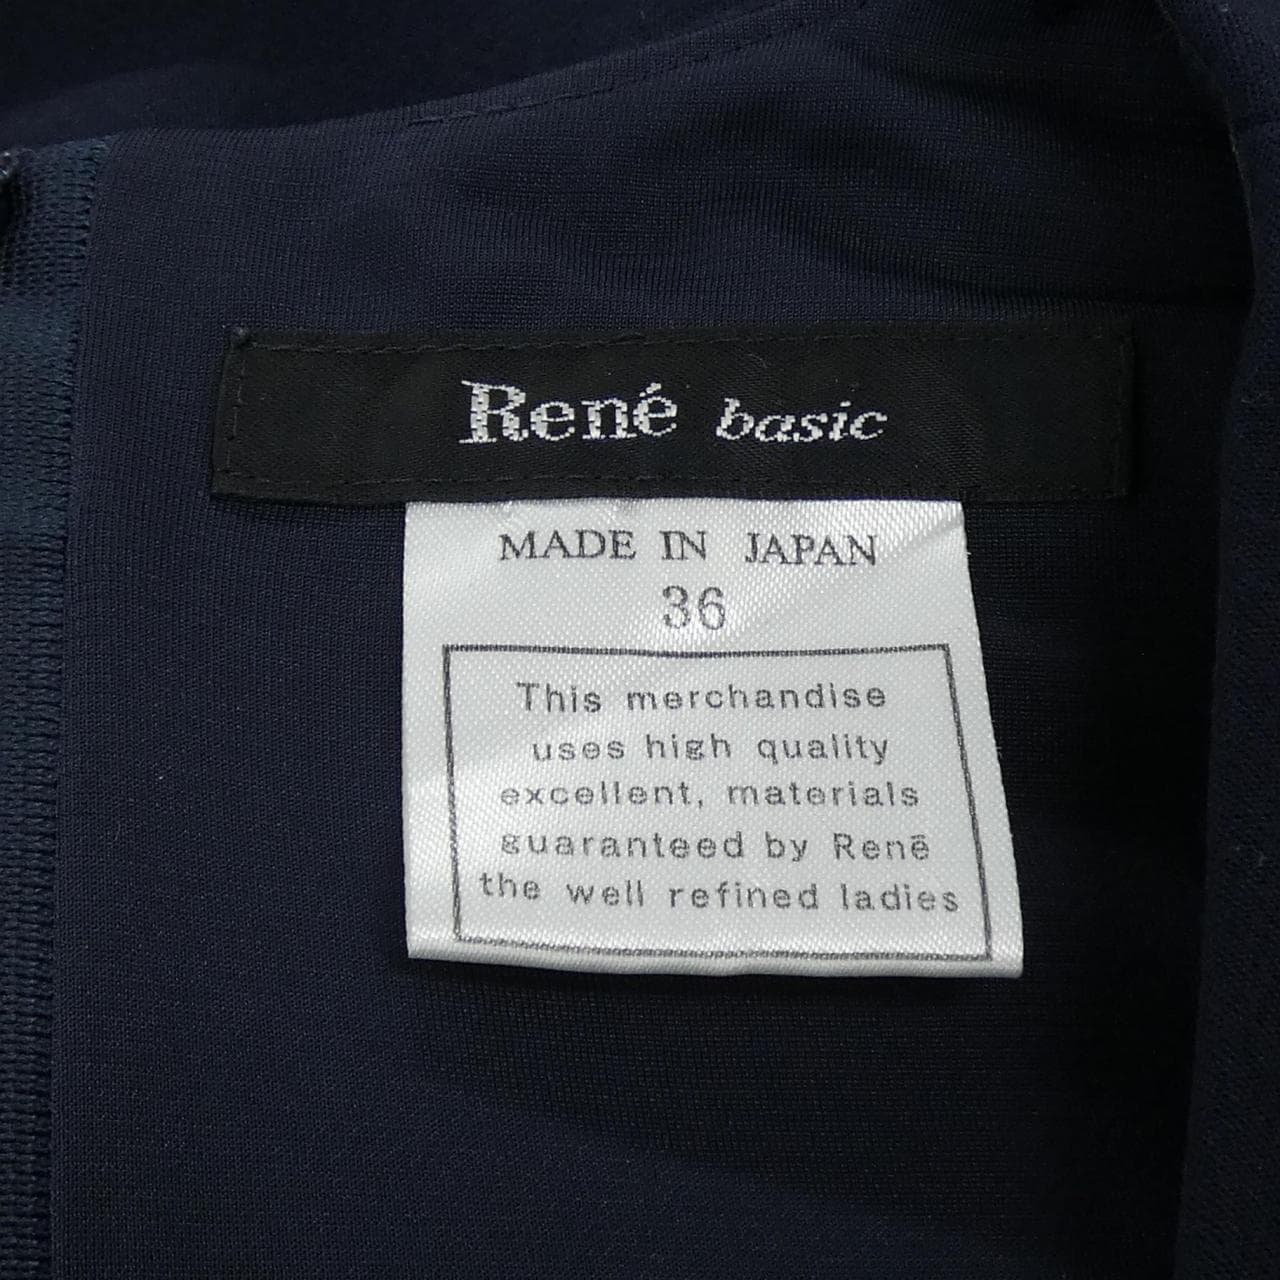 René basic
MADE IN JAPAN
36
This merchandise
uses high quality
excellent, materials
guaranteed by Renē
the well refined ladies